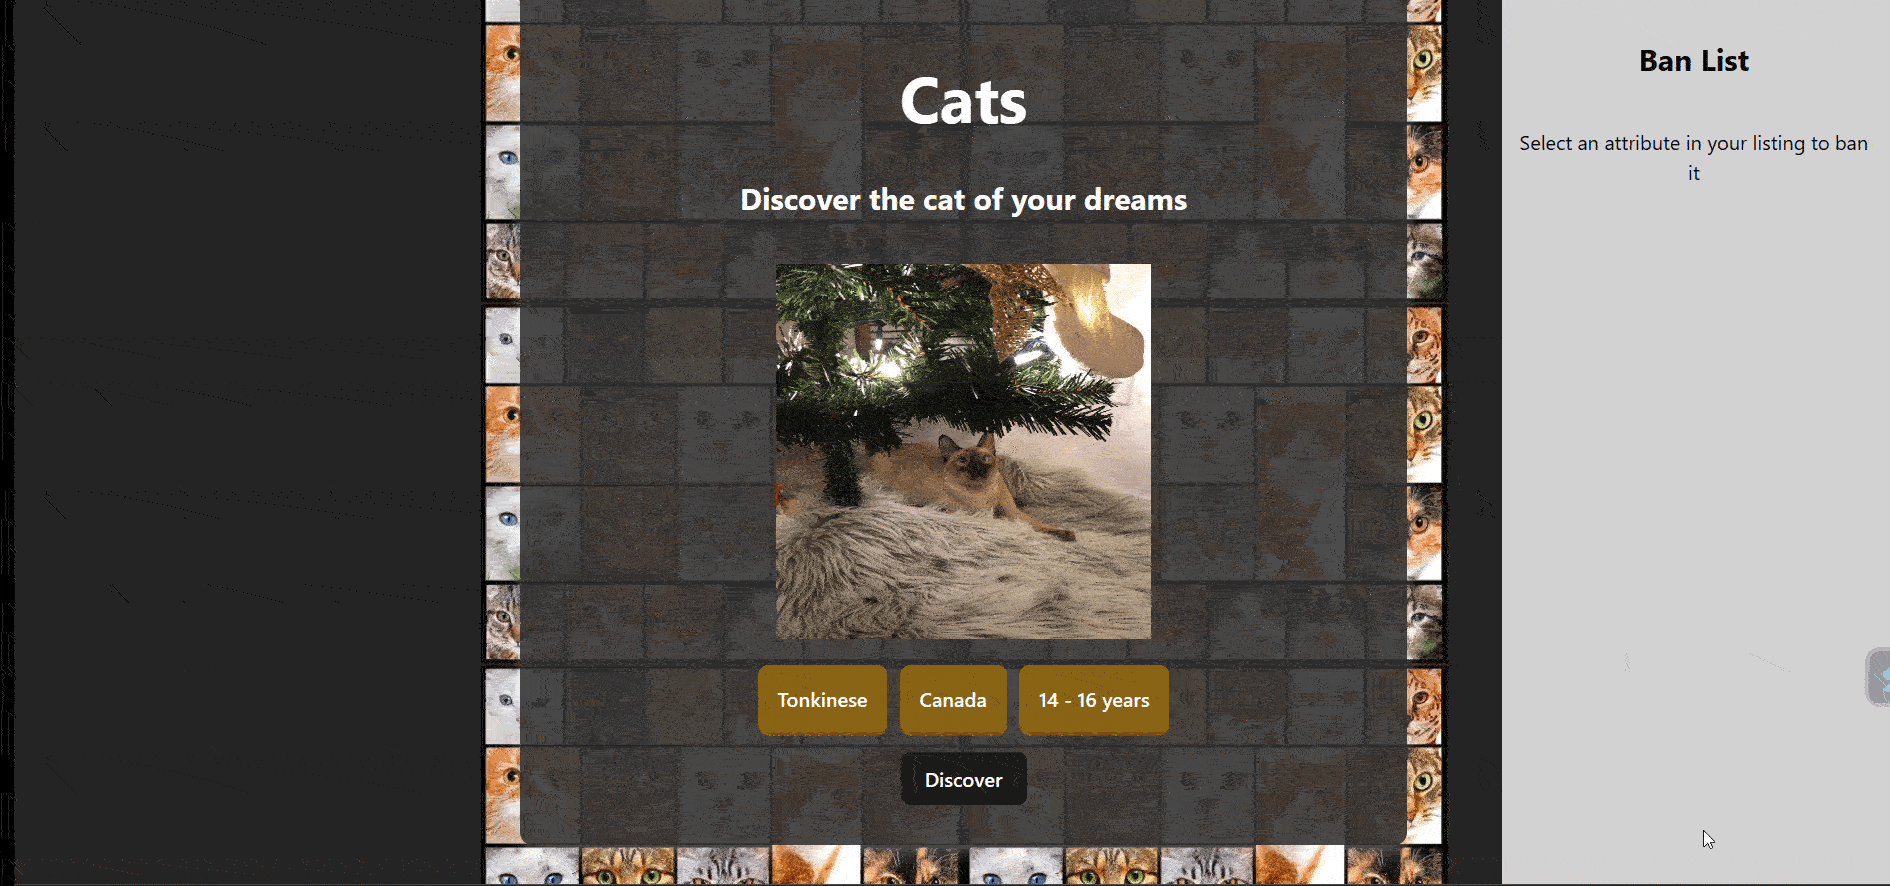 Cats
Discover the cat of your dreams
Tonkinese
Canada
14 - 16 years
Discover
Ban List
Select an attribute in your listing to ban
it